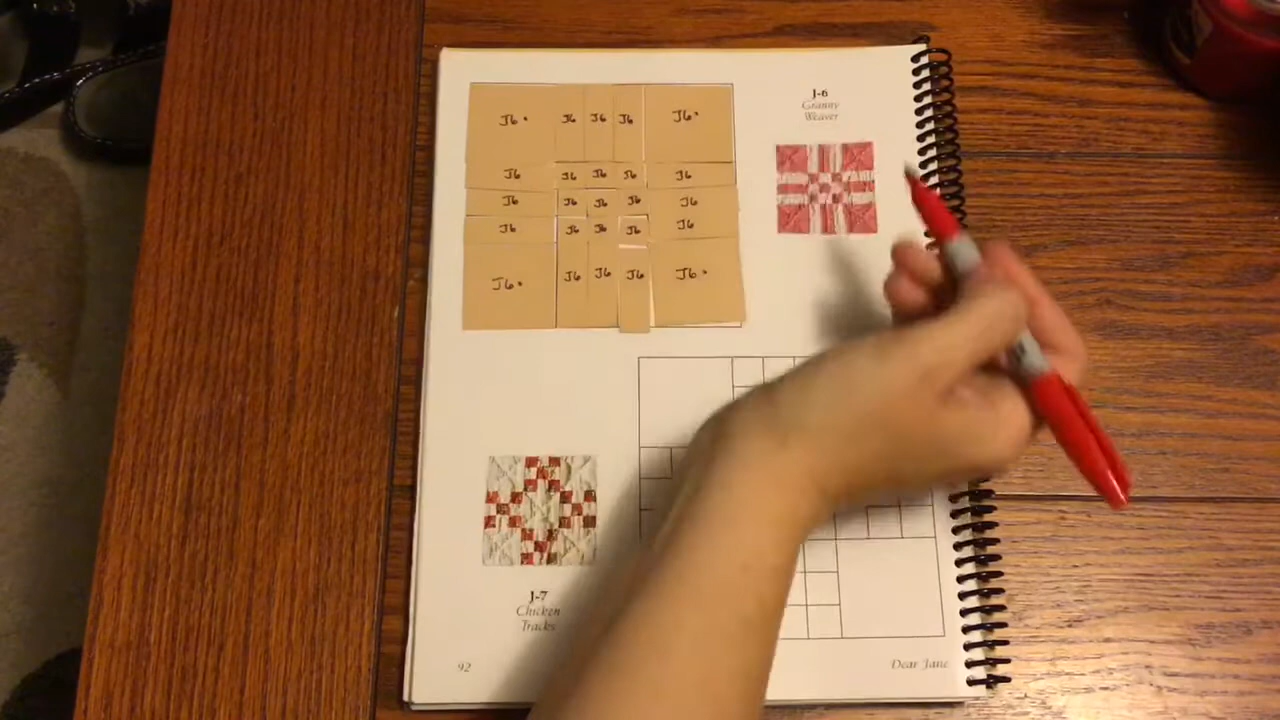 J6. J6 J6 J6 J6.
J6 J6 J6 J6 J6
J6 J6 J6 J6 J6
J6 J6 J6 J6 J6
J6. J6 J6 J6 J6.
J-6
Granny
Weaver
J-7
Chicken
Tracks
92
Dear Jane